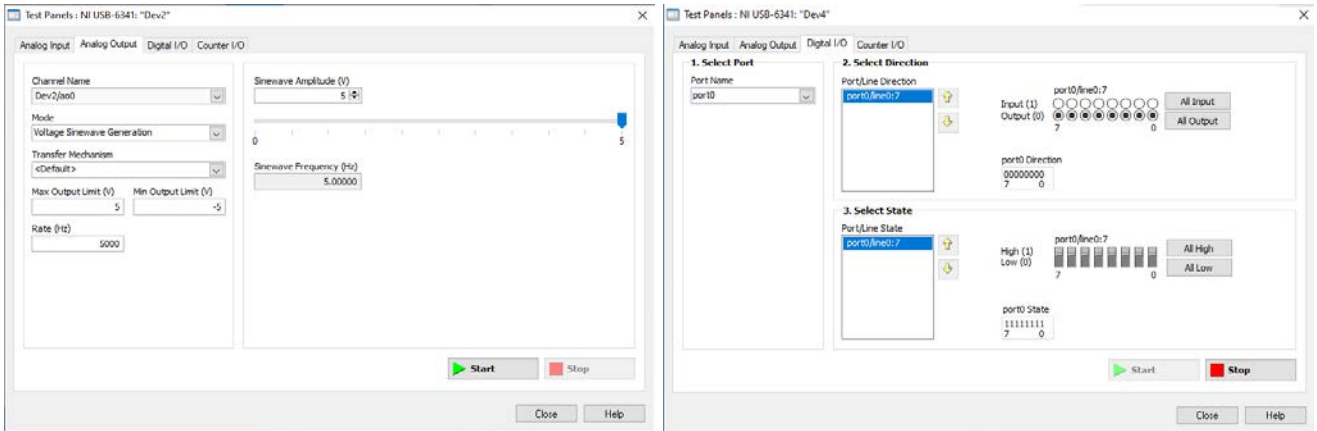 Test Panels : NI USB-6341: "Dev2"
Analog Input Analog Output Digital I/O Counter I/O
Channel Name
Dev2/ao0
Mode
Voltage Sinewave Generation
Transfer Mechanism
<Default>
Max Output Limit (V) Min Output Limit (V)
5 -5
Rate (Hz)
5000
Sinewave Amplitude (V)
5
0 5
Sinewave Frequency (Hz)
5.00000
Start Stop
Close Help
Test Panels : NI USB-6341: "Dev4"
Analog Input Analog Output Digital I/O Counter I/O
1. Select Port
Port Name
port0
2. Select Direction
Port/Line Direction
port0/line0:7
port0/line0:7
Input (1)
Output (0)
7 0
All Input
All Output
port0 Direction
00000000
7 0
3. Select State
Port/Line State
port0/line0:7
port0/line0:7
High (1)
Low (0)
7 0
All High
All Low
port0 State
11111111
7 0
Start Stop
Close Help